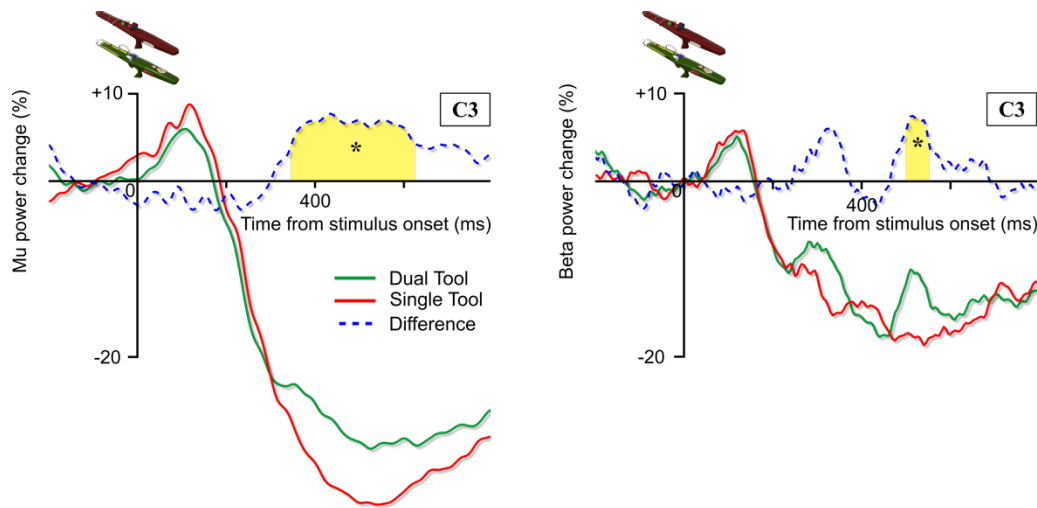 Mu power change (%)
+10
C3
*
0
400
Time from stimulus onset (ms)
Dual Tool
Single Tool
Difference
-20
Beta power change (%)
+10
C3
*
0
400
Time from stimulus onset (ms)
-20